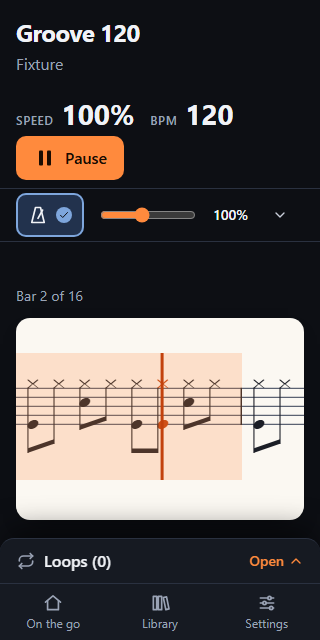 Groove 120
Fixture
SPEED 100% BPM 120
Pause
100%
Bar 2 of 16
Loops (0) Open
On the go Library Settings